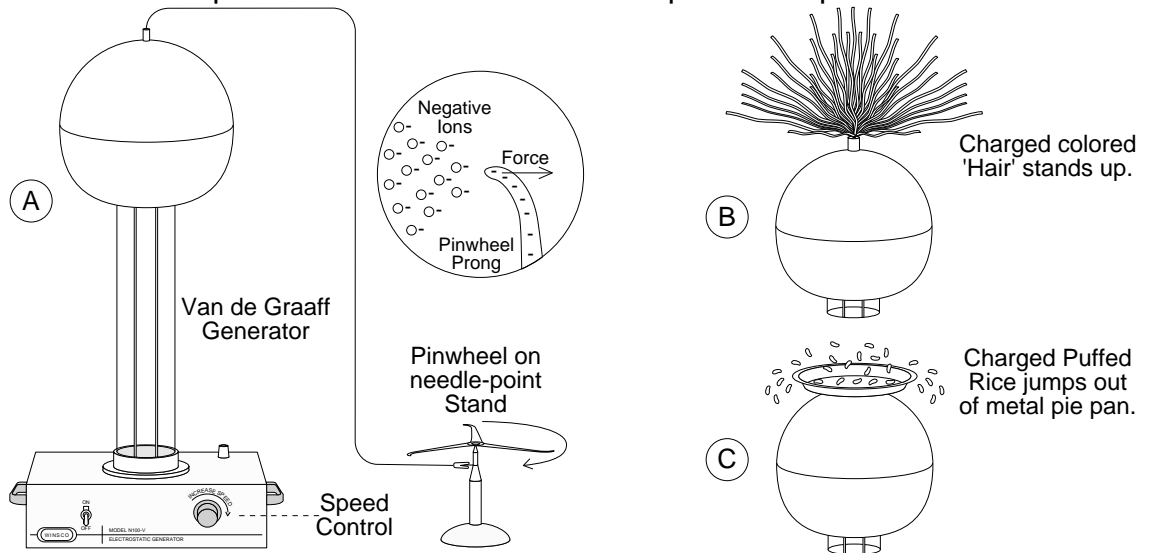 Negative
Ions
Force
Pinwheel
Prong
A
Van de Graaff
Generator
Pinwheel on
needle-point
Stand
INCREASE SPEED
ON
OFF
WINSCO
MODEL N100-V
ELECTROSTATIC GENERATOR
Speed
Control
B
Charged colored
'Hair' stands up.
C
Charged Puffed
Rice jumps out
of metal pie pan.